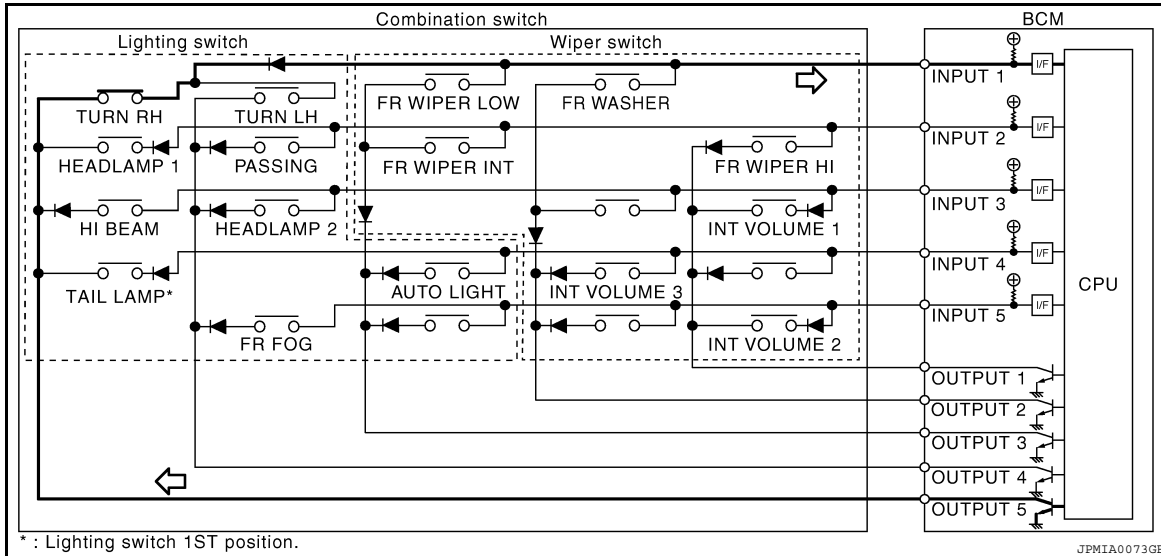 Combination switch
BCM
Lighting switch
Wiper switch
INPUT 1
I/F
TURN RH
TURN LH
FR WIPER LOW
FR WASHER
INPUT 2
I/F
HEADLAMP 1
PASSING
FR WIPER INT
FR WIPER HI
INPUT 3
I/F
HI BEAM
HEADLAMP 2
INT VOLUME 1
INPUT 4
I/F
TAIL LAMP*
AUTO LIGHT
INT VOLUME 3
CPU
INPUT 5
I/F
FR FOG
INT VOLUME 2
OUTPUT 1
OUTPUT 2
OUTPUT 3
OUTPUT 4
OUTPUT 5
* : Lighting switch 1ST position.